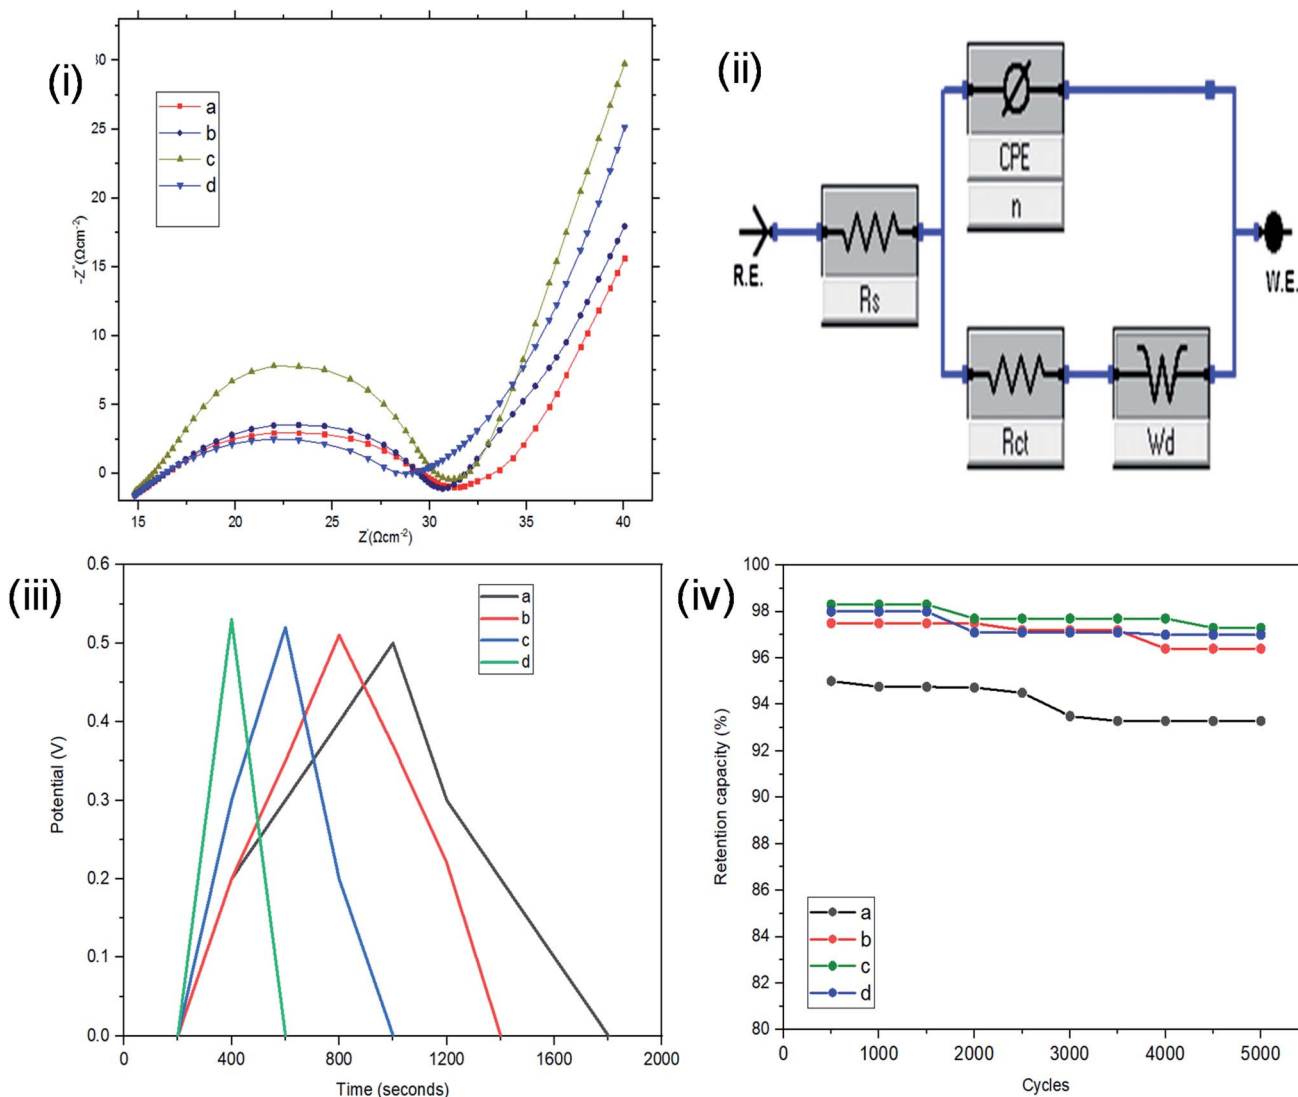 (i)
30
25
20
15
10
5
0
-Z"(Ωcm-2)
a
b
c
d
15
20
25
30
35
40
Z'(Ωcm-2)
(ii)
CPE
n
R.E.
Rs
W.E.
Rct
Wd
(iii)
0.6
0.5
0.4
0.3
0.2
0.1
0.0
Potential (V)
a
b
c
d
0
400
800
1200
1600
2000
Time (seconds)
(iv)
100
98
96
94
92
90
88
86
84
82
80
Retention capacity (%)
a
b
c
d
0
1000
2000
3000
4000
5000
Cycles